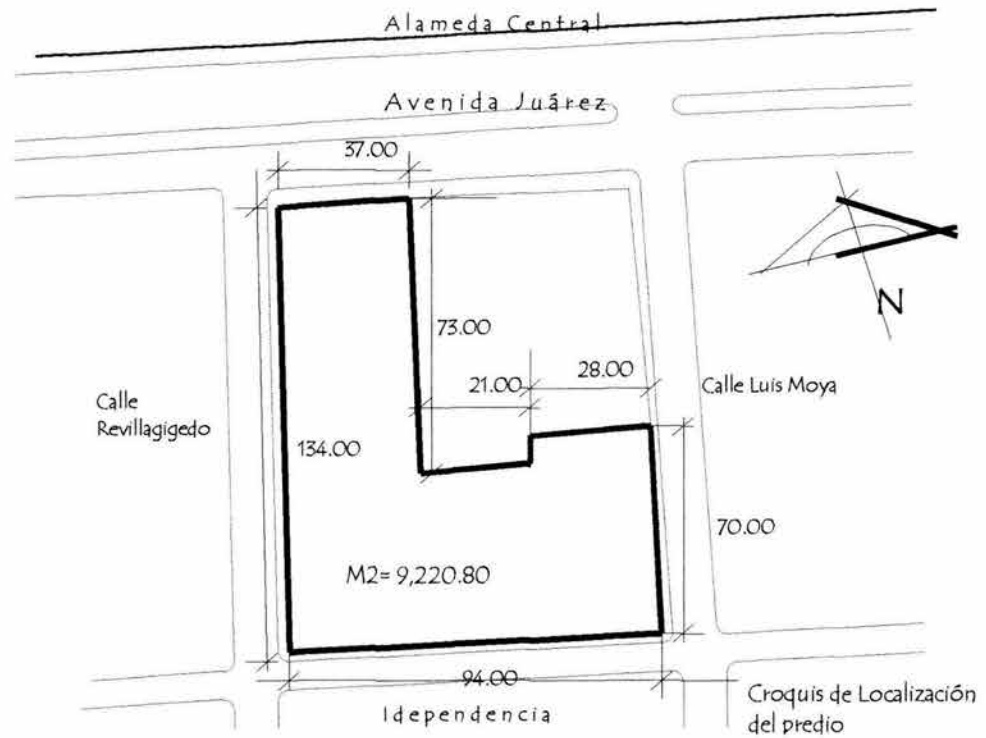 Alameda Central
Avenida Juárez
37.00
73.00
21.00
28.00
Calle Luis Moya
Calle
Revillagigedo
134.00
70.00
M2= 9,220.80
94.00
Idependencia
N
Croquis de Localización
del predio